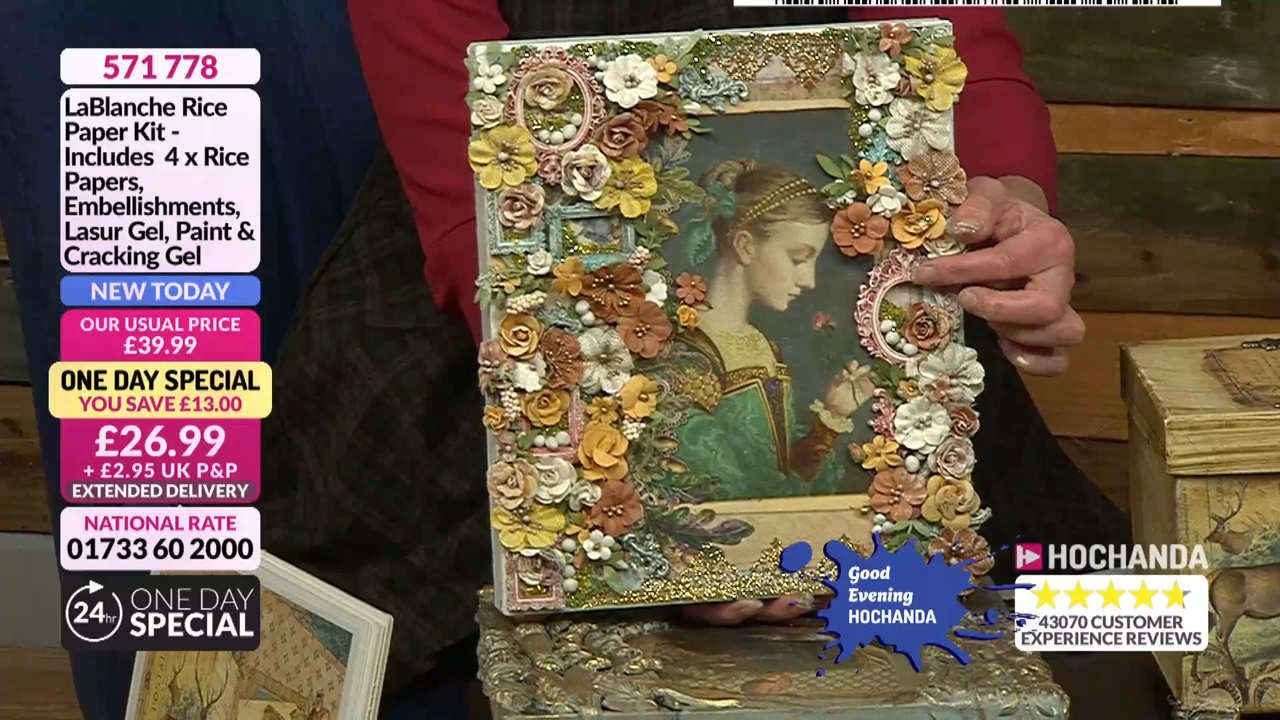 571 778
LaBlanche Rice
Paper Kit -
Includes 4 x Rice
Papers,
Embellishments,
Lasur Gel, Paint &
Cracking Gel
NEW TODAY
OUR USUAL PRICE
£39.99
ONE DAY SPECIAL
YOU SAVE £13.00
£26.99
+ £2.95 UK P&P
EXTENDED DELIVERY
NATIONAL RATE
01733 60 2000
24hr
ONE DAY
SPECIAL
Good
Evening
HOCHANDA
HOCHANDA
43070 CUSTOMER
EXPERIENCE REVIEWS